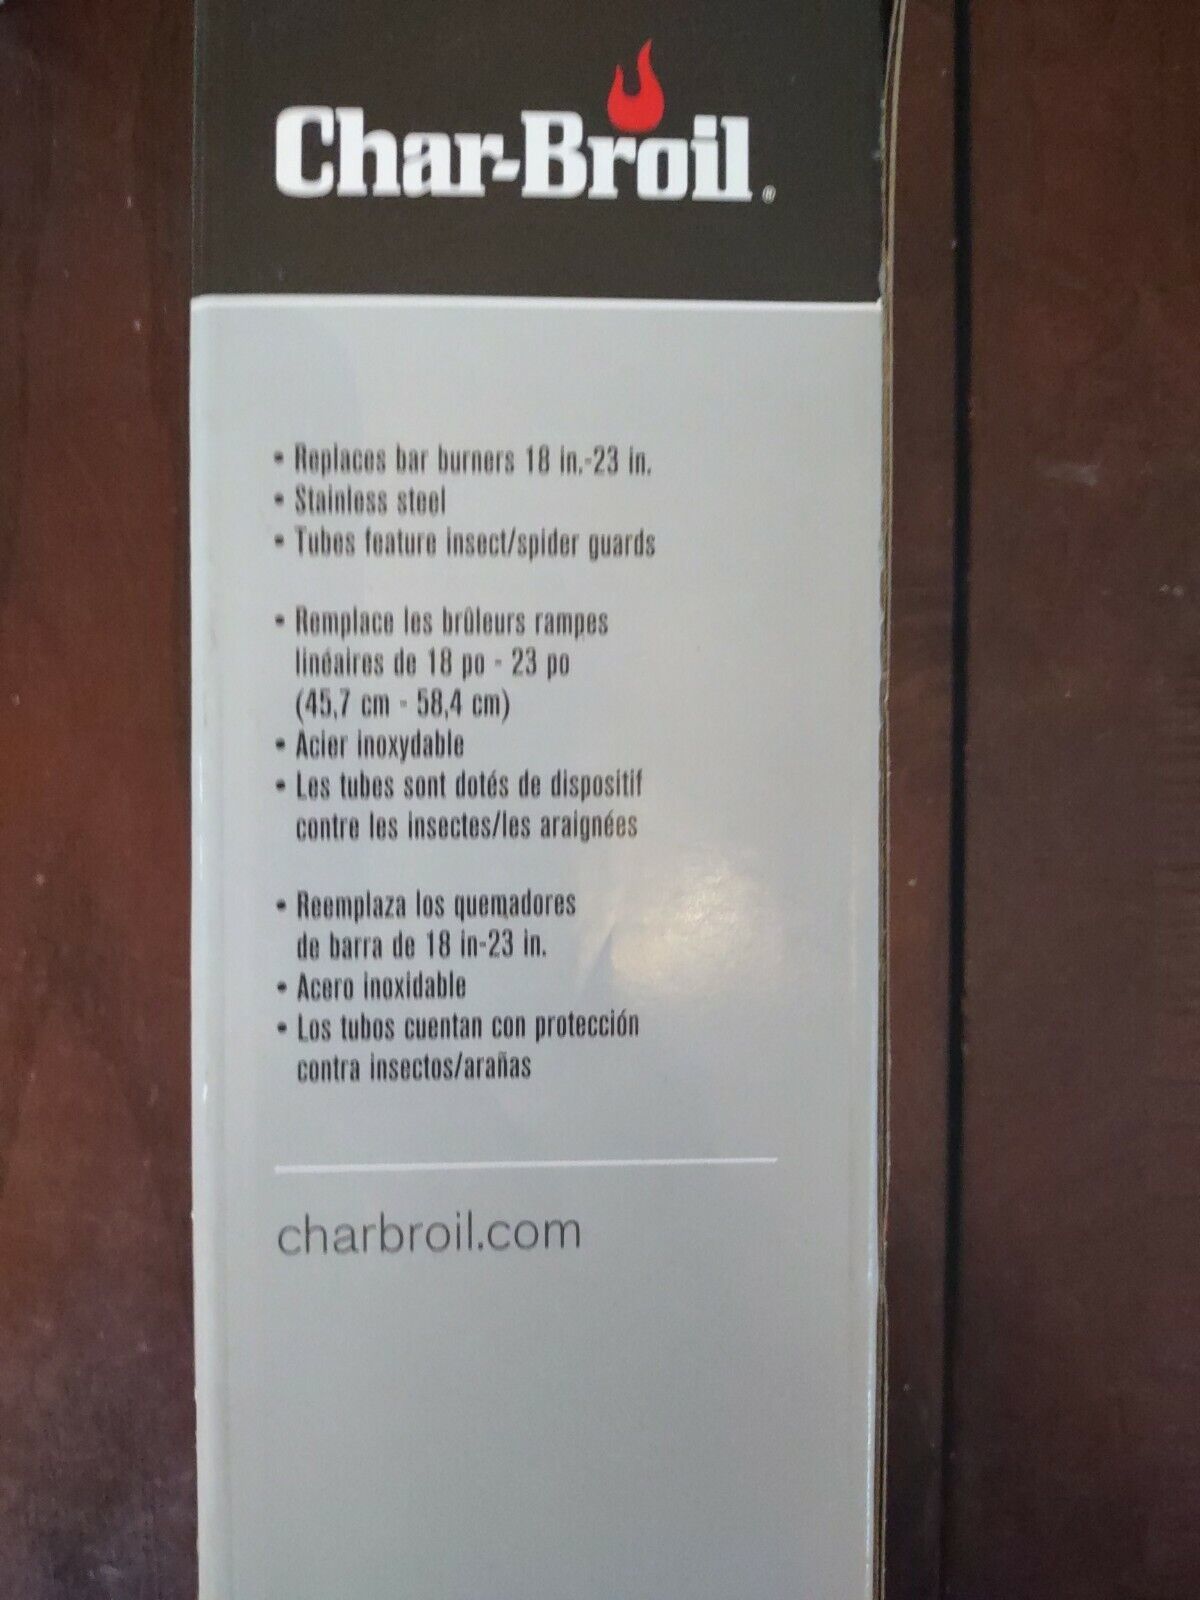 Char-Broil®
• Replaces bar burners 18 in.-23 in.
• Stainless steel
• Tubes feature insect/spider guards
• Remplace les brûleurs rampes
linéaires de 18 po - 23 po
(45,7 cm - 58,4 cm)
• Acier inoxydable
• Les tubes sont dotés de dispositif
contre les insectes/les araignées
• Reemplaza los quemadores
de barra de 18 in-23 in.
• Acero inoxidable
• Los tubos cuentan con protección
contra insectos/arañas
charbroil.com